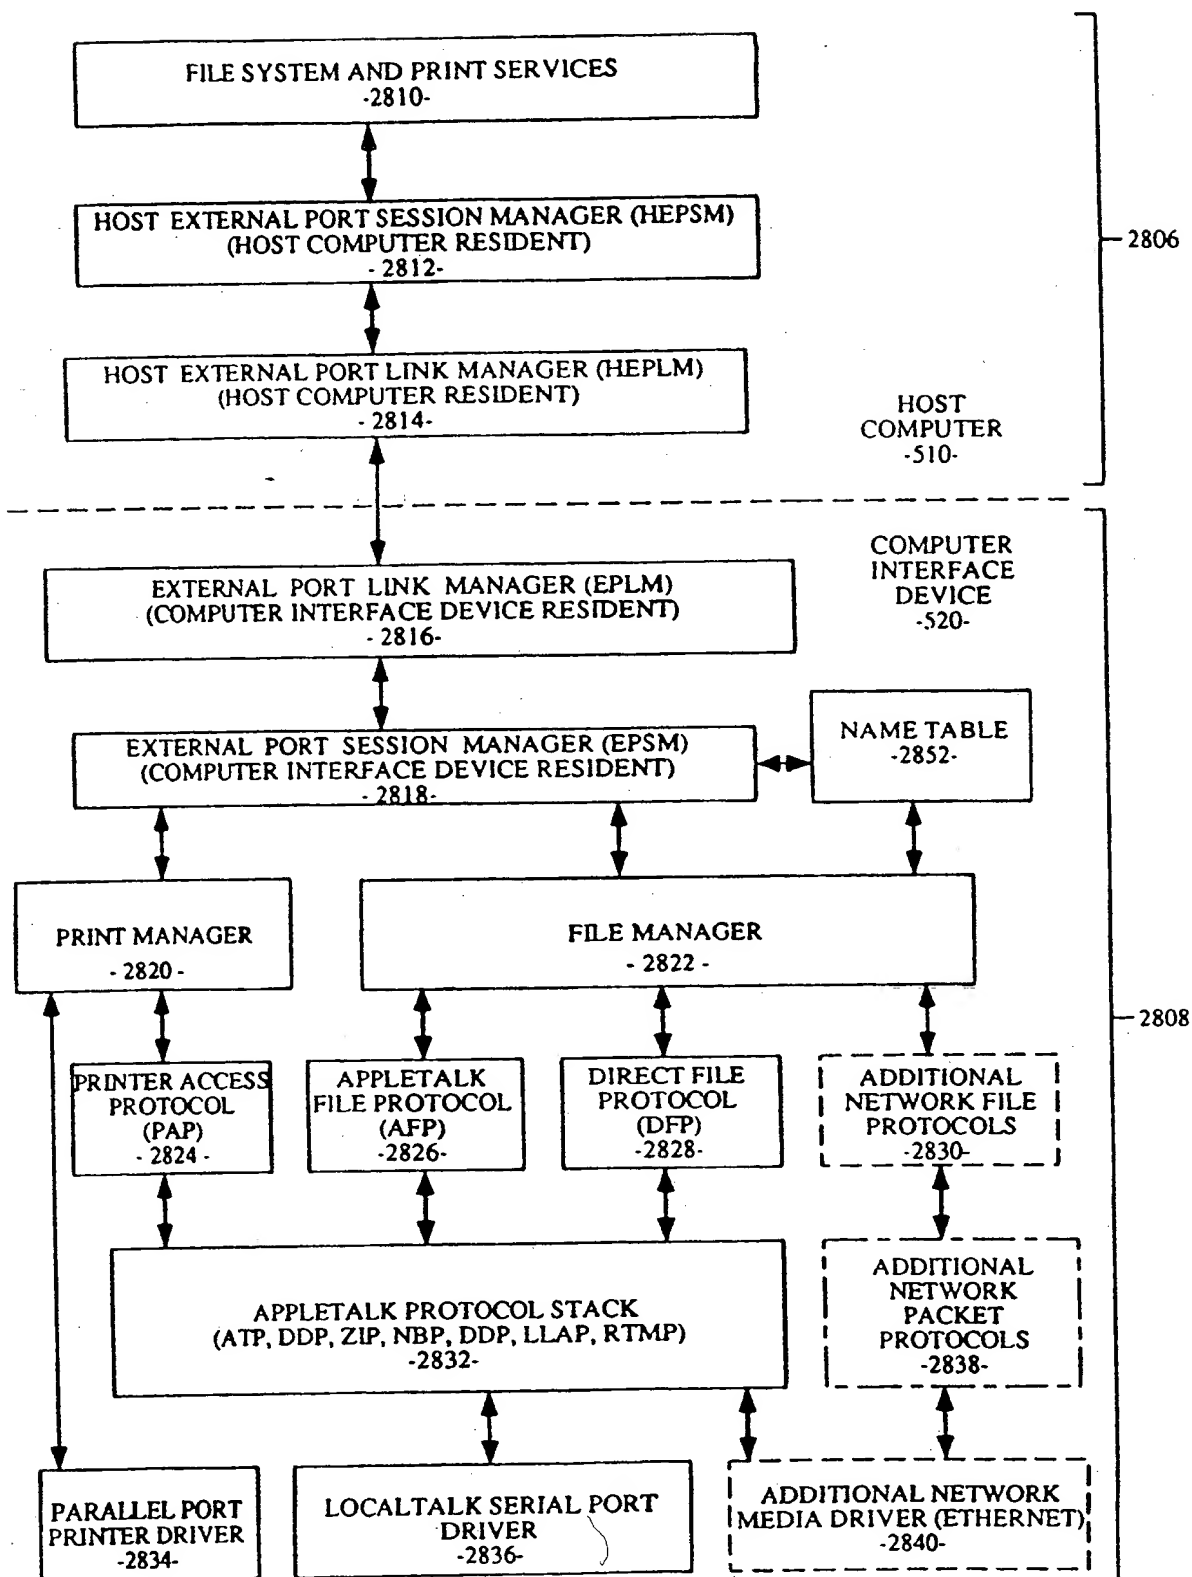 FILE SYSTEM AND PRINT SERVICES
-2810-
HOST EXTERNAL PORT SESSION MANAGER (HEPSM)
(HOST COMPUTER RESIDENT)
- 2812-
2806
HOST EXTERNAL PORT LINK MANAGER (HEPLM)
(HOST COMPUTER RESIDENT)
- 2814-
HOST
COMPUTER
-510-
COMPUTER
INTERFACE
DEVICE
-520-
EXTERNAL PORT LINK MANAGER (EPLM)
(COMPUTER INTERFACE DEVICE RESIDENT)
- 2816-
EXTERNAL PORT SESSION MANAGER (EPSM)
(COMPUTER INTERFACE DEVICE RESIDENT)
- 2818-
NAME TABLE
-2852-
PRINT MANAGER
- 2820 -
FILE MANAGER
- 2822 -
2808
PRINTER ACCESS
PROTOCOL
(PAP)
- 2824 -
APPLETALK
FILE PROTOCOL
(AFP)
-2826-
DIRECT FILE
PROTOCOL
(DFP)
-2828-
ADDITIONAL
NETWORK FILE
PROTOCOLS
-2830-
APPLETALK PROTOCOL STACK
(ATP, DDP, ZIP, NBP, DDP, LLAP, RTMP)
-2832-
ADDITIONAL
NETWORK
PACKET
PROTOCOLS
-2838-
PARALLEL PORT
PRINTER DRIVER
-2834-
LOCALTALK SERIAL PORT
DRIVER
-2836-
ADDITIONAL NETWORK
MEDIA DRIVER (ETHERNET)
-2840-